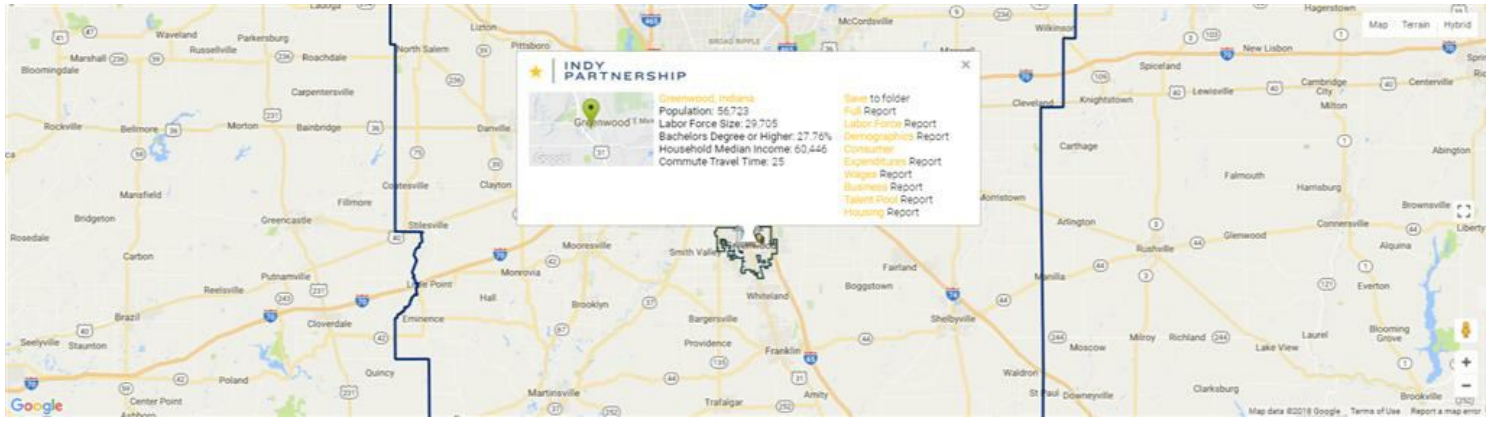 INDY
PARTNERSHIP
Greenwood, Indiana
Population: 56,723
Labor Force Size: 29,705
Bachelors Degree or Higher: 27.76%
Household Median Income: 60,446
Commute Travel Time: 25
Save to folder
Full Report
Labor Force Report
Demographics Report
Consumer
Expenditures Report
Wages Report
Business Report
Talent Pool Report
Housing Report
Greenwood
31
Google
Map Terrain Hybrid
Ladoga
Lizton
McCordsville
Wilkinson
Hagerstown
Waveland
Parkersburg
Russellville
Marshall
Roachdale
North Salem
Pittsboro
BROAD RIPPLE
New Lisbon
Bloomingdale
Spiceland
Carpentersville
Cleveland
Knightstown
Lewisville
Cambridge
City
Centerville
Milton
Rockville
Bellmore
Morton
Bainbridge
Danville
Carthage
Abington
Mansfield
Coatesville
Clayton
Fillmore
Morristown
Falmouth
Harrisburg
Brownsville
Bridgeton
Greencastle
Stilesville
Arlington
Connersville
Liberty
Rosedale
Mooresville
Smith Valley
Rushville
Glenwood
Alquina
Carbon
Putnamville
Reelsville
Little Point
Monrovia
Fairland
Manilla
Hall
Whiteland
Boggstown
Everton
Brooklyn
Brazil
Cloverdale
Eminence
Bargersville
Shelbyville
Seelyville
Staunton
Providence
Franklin
Moscow
Milroy
Richland
Laurel
Lake View
Blooming
Grove
Poland
Quincy
Waldron
Center Point
Martinsville
Trafalgar
Amity
St Paul
Downeyville
Clarksburg
Brookville
Ashboro
Google
Map data ©2018 Google Terms of Use Report a map error